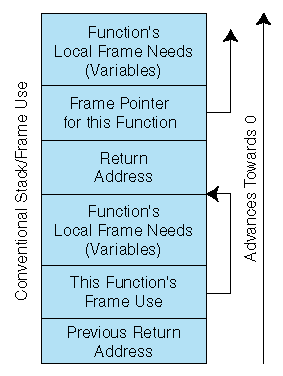 Function's
Local Frame Needs
(Variables)
Frame Pointer
for this Function
Return
Address
Function's
Local Frame Needs
(Variables)
This Function's
Frame Use
Previous Return
Address
Conventional Stack/Frame Use
Advances Towards 0